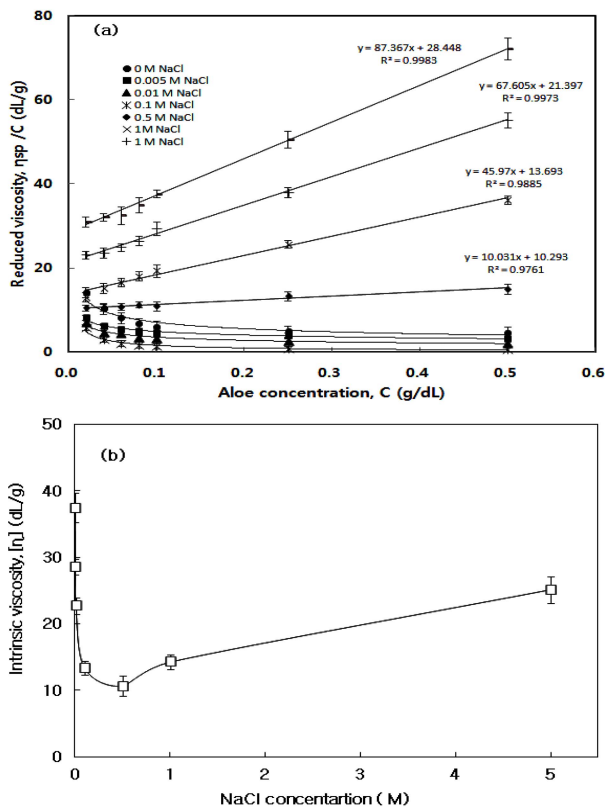 (a)
80
60
40
20
0
Reduced viscosity, ηsp /C (dL/g)
0 M NaCl
0.005 M NaCl
0.01 M NaCl
0.1 M NaCl
0.5 M NaCl
1M NaCl
1 M NaCl
y = 87.367x + 28.448
R² = 0.9983
y = 67.605x + 21.397
R² = 0.9973
y = 45.97x + 13.693
R² = 0.9885
y = 10.031x + 10.293
R² = 0.9761
0.0 0.1 0.2 0.3 0.4 0.5 0.6
Aloe concentration, C (g/dL)
(b)
50
40
30
20
10
0
Intrinsic viscosity, [η] (dL/g)
0 1 2 3 4 5
NaCl concentartion ( M)